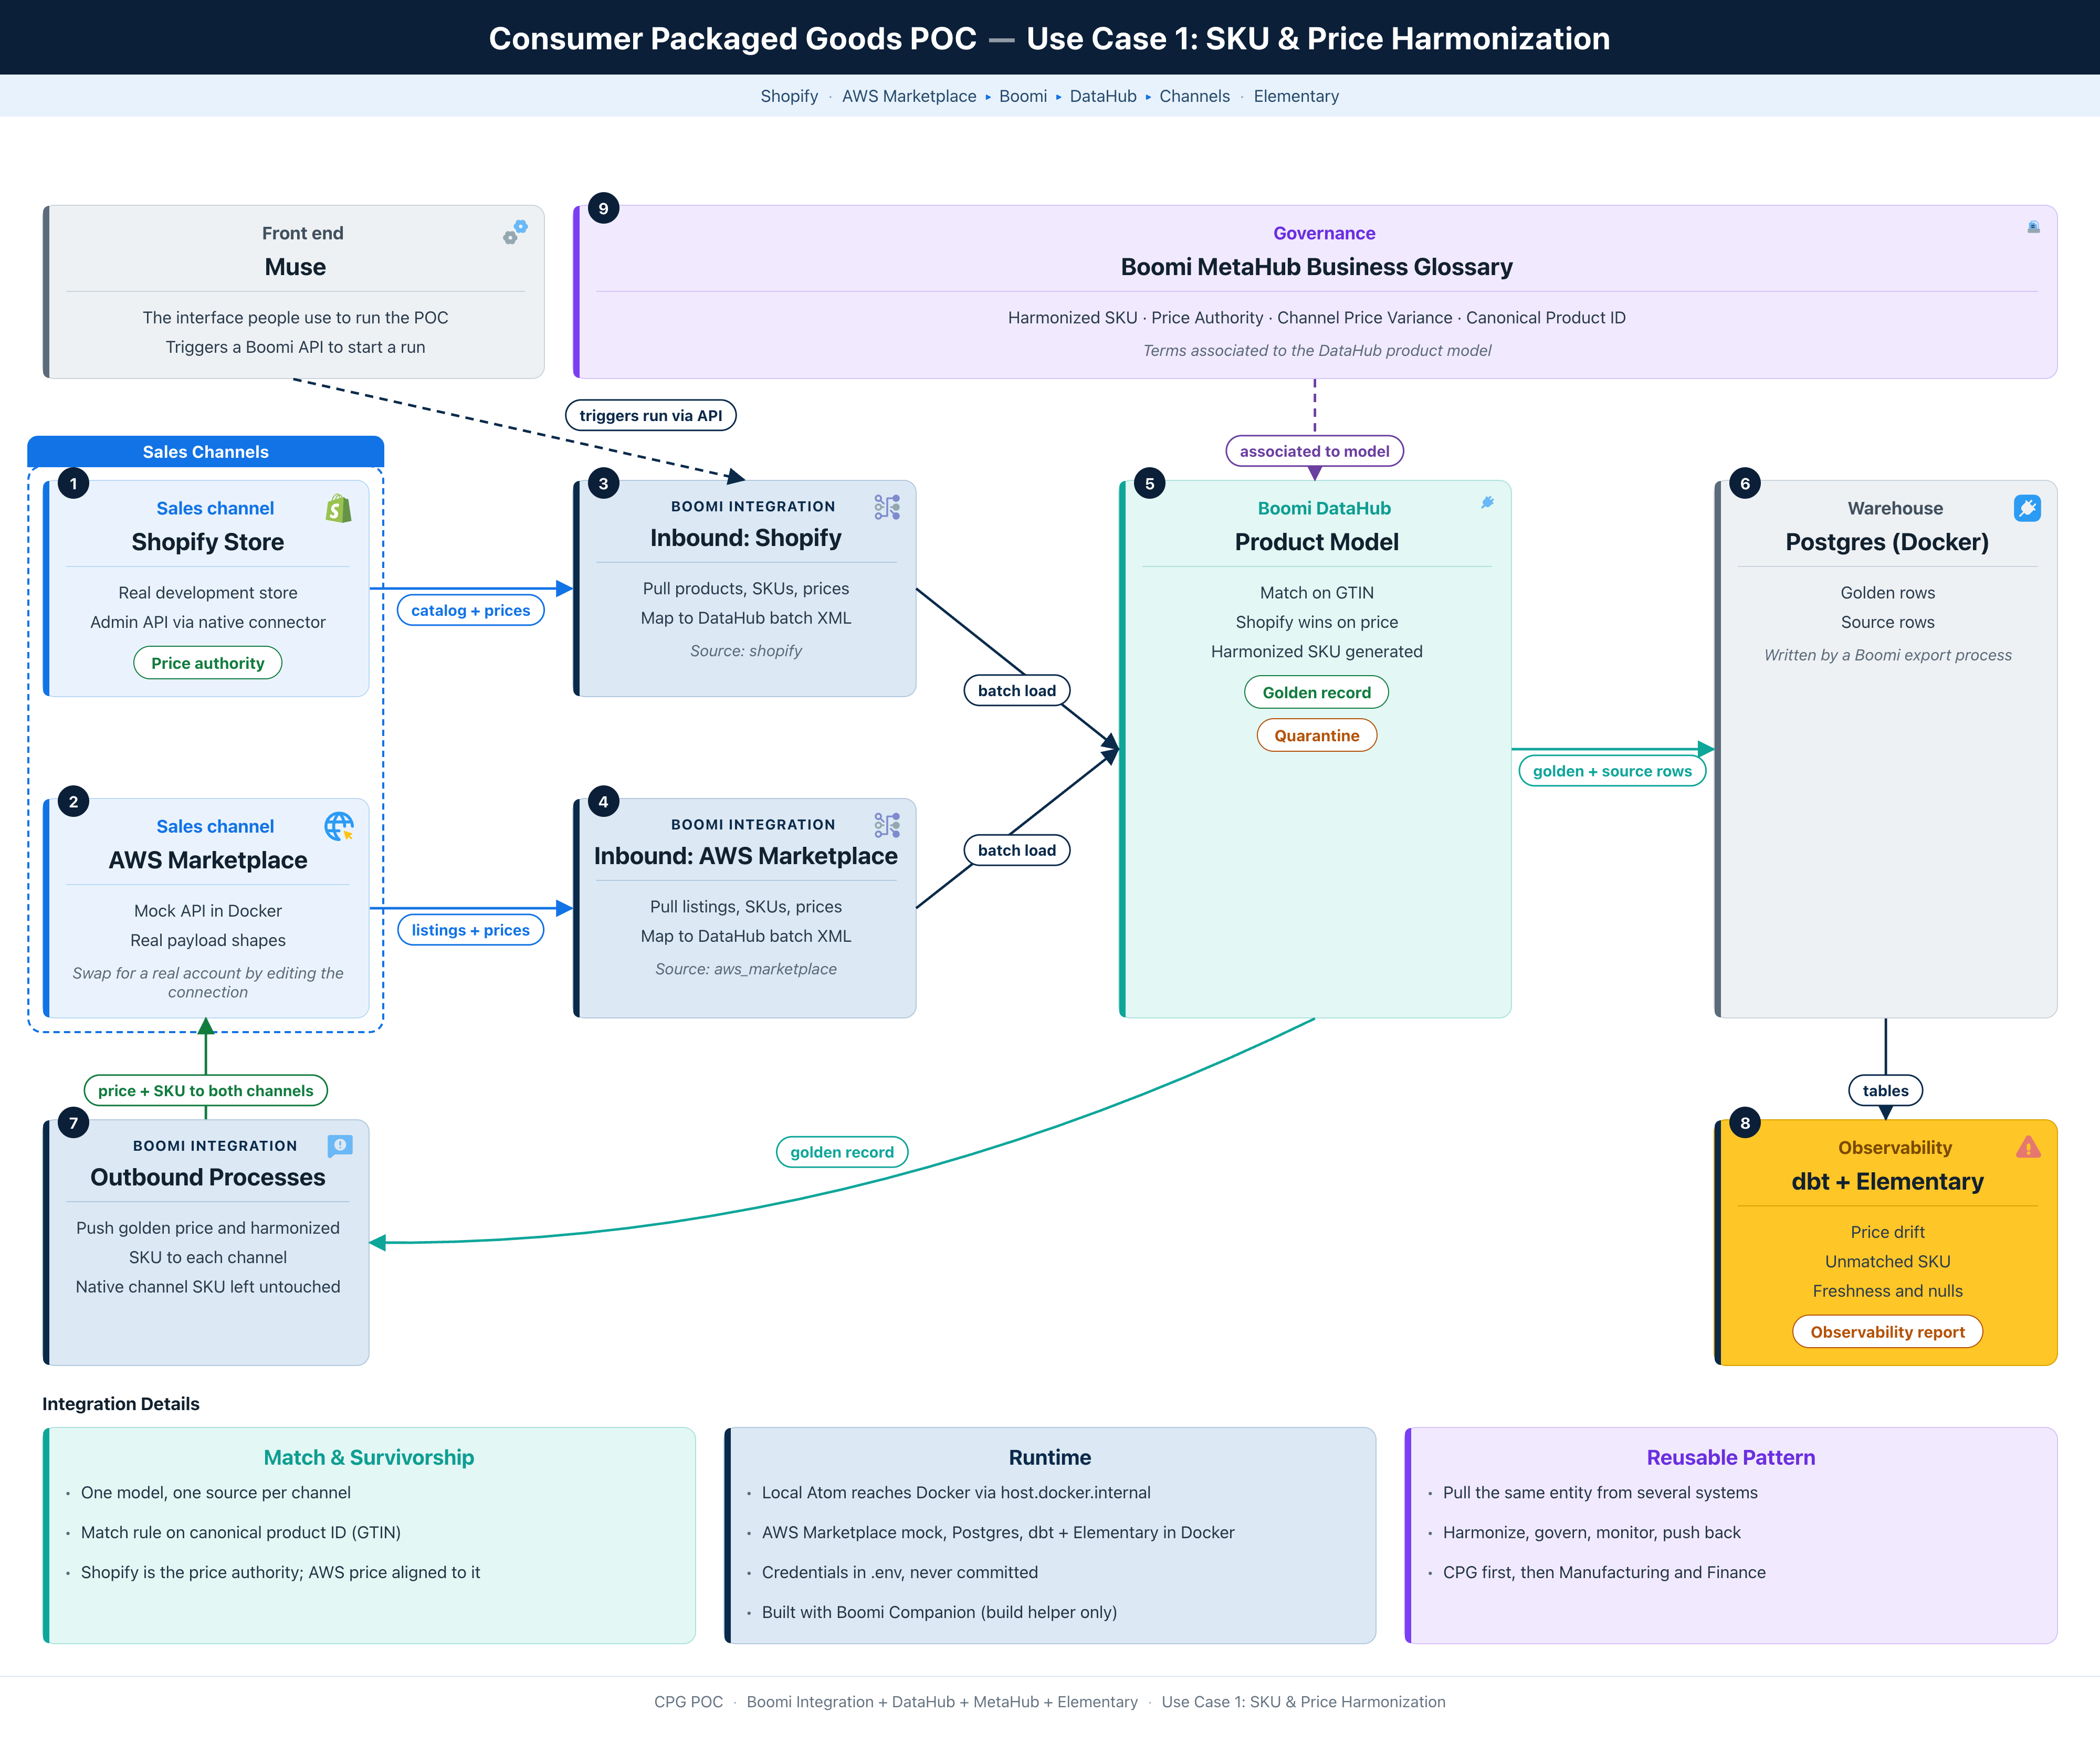 Consumer Packaged Goods POC — Use Case 1: SKU & Price Harmonization
Shopify · AWS Marketplace ▸ Boomi ▸ DataHub ▸ Channels · Elementary
Front end
Muse
The interface people use to run the POC
Triggers a Boomi API to start a run
9
Governance
Boomi MetaHub Business Glossary
Harmonized SKU · Price Authority · Channel Price Variance · Canonical Product ID
Terms associated to the DataHub product model
triggers run via API
associated to model
Sales Channels
1
Sales channel
Shopify Store
Real development store
Admin API via native connector
Price authority
catalog + prices
3
BOOMI INTEGRATION
Inbound: Shopify
Pull products, SKUs, prices
Map to DataHub batch XML
Source: shopify
batch load
5
Boomi DataHub
Product Model
Match on GTIN
Shopify wins on price
Harmonized SKU generated
Golden record
Quarantine
golden + source rows
6
Warehouse
Postgres (Docker)
Golden rows
Source rows
Written by a Boomi export process
2
Sales channel
AWS Marketplace
Mock API in Docker
Real payload shapes
Swap for a real account by editing the
connection
listings + prices
4
BOOMI INTEGRATION
Inbound: AWS Marketplace
Pull listings, SKUs, prices
Map to DataHub batch XML
Source: aws_marketplace
batch load
price + SKU to both channels
tables
7
BOOMI INTEGRATION
Outbound Processes
Push golden price and harmonized
SKU to each channel
Native channel SKU left untouched
golden record
8
Observability
dbt + Elementary
Price drift
Unmatched SKU
Freshness and nulls
Observability report
Integration Details
Match & Survivorship
• One model, one source per channel
• Match rule on canonical product ID (GTIN)
• Shopify is the price authority; AWS price aligned to it
Runtime
• Local Atom reaches Docker via host.docker.internal
• AWS Marketplace mock, Postgres, dbt + Elementary in Docker
• Credentials in .env, never committed
• Built with Boomi Companion (build helper only)
Reusable Pattern
• Pull the same entity from several systems
• Harmonize, govern, monitor, push back
• CPG first, then Manufacturing and Finance
CPG POC · Boomi Integration + DataHub + MetaHub + Elementary · Use Case 1: SKU & Price Harmonization